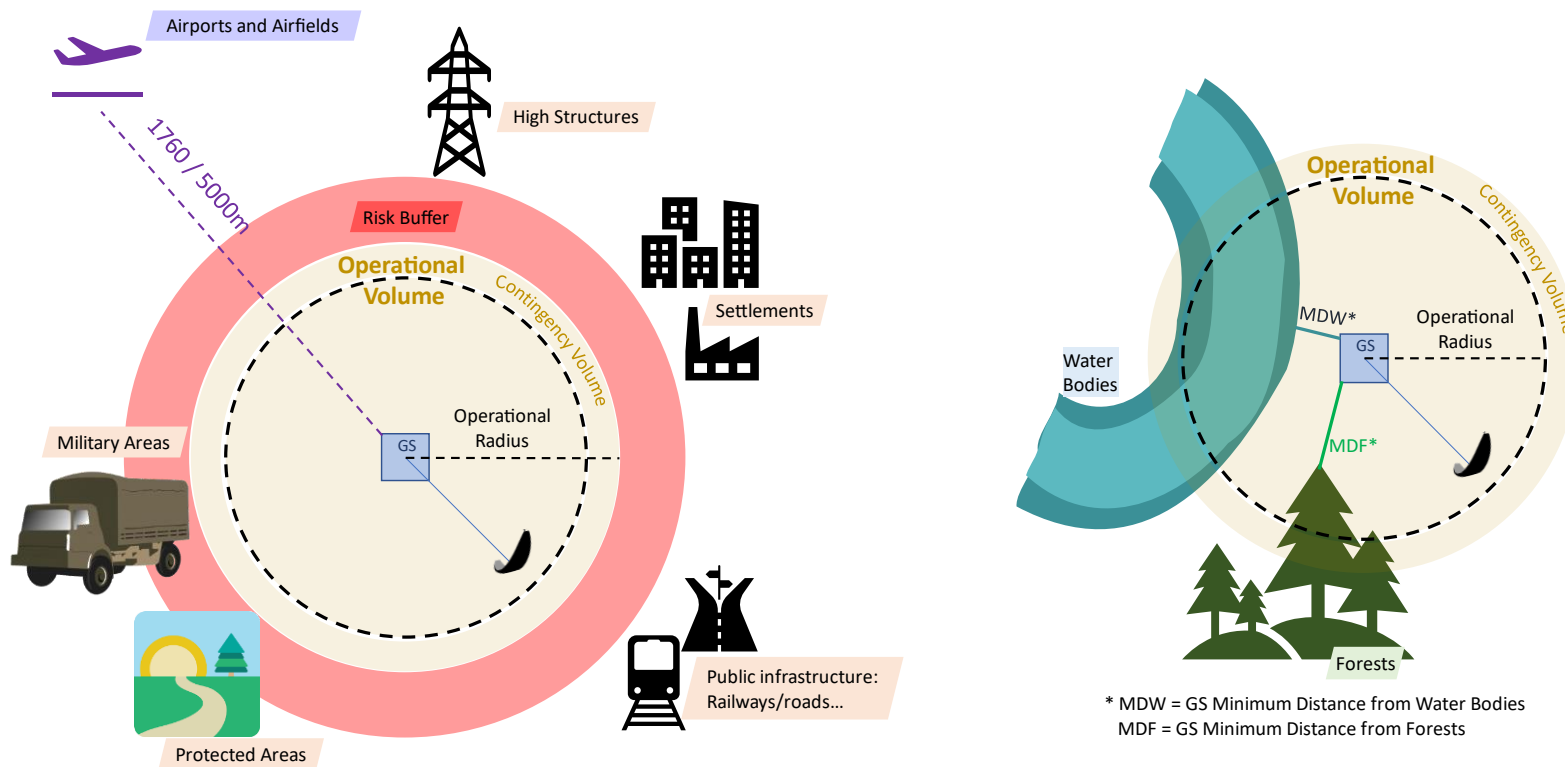 Airports and Airfields
High Structures
1760 / 5000m
Risk Buffer
Operational
Volume
Contingency Volume
Settlements
Operational
Radius
Military Areas
GS
Public infrastructure:
Railways/roads...
Protected Areas
Operational
Volume
Contingency Volume
MDW*
Operational
Radius
GS
Water
Bodies
MDF*
Forests
* MDW = GS Minimum Distance from Water Bodies
MDF = GS Minimum Distance from Forests